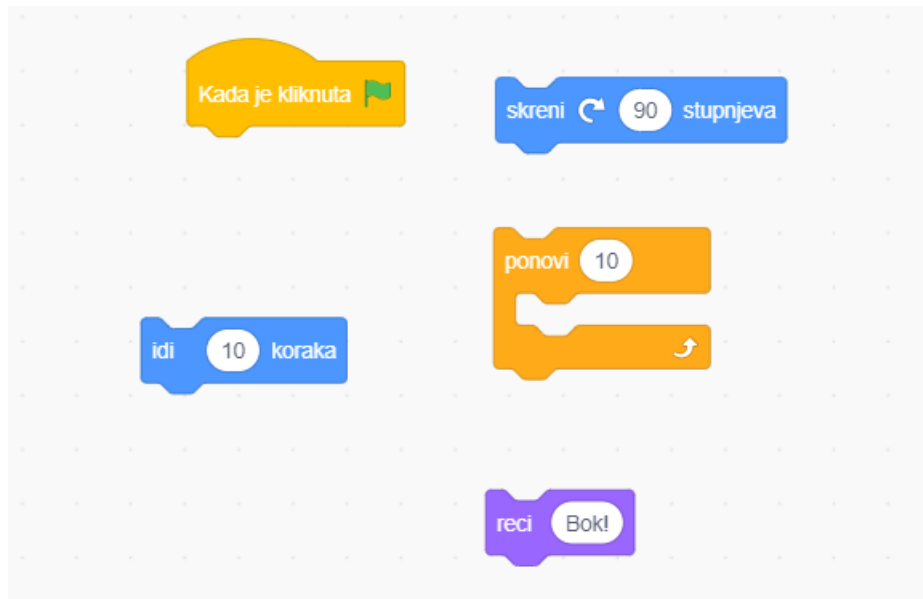 Kada je kliknuta
skreni 90 stupnjeva
ponovi 10
idi 10 koraka
reci Bok!